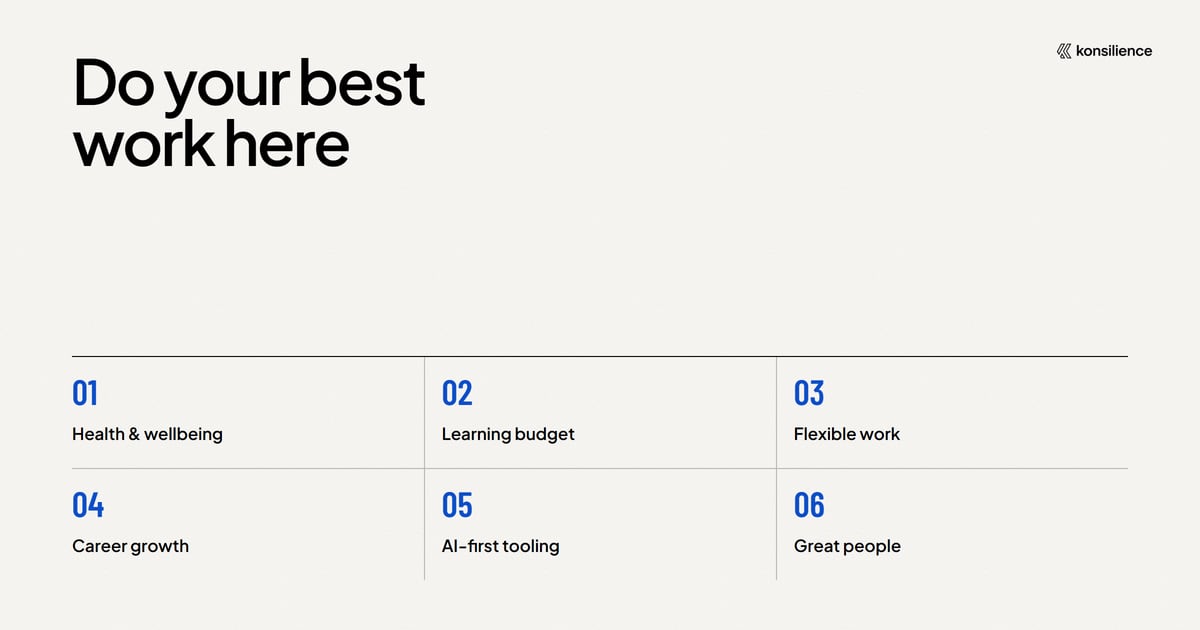 Do your best
work here
konsilience
01
Health & wellbeing
02
Learning budget
03
Flexible work
04
Career growth
05
AI-first tooling
06
Great people